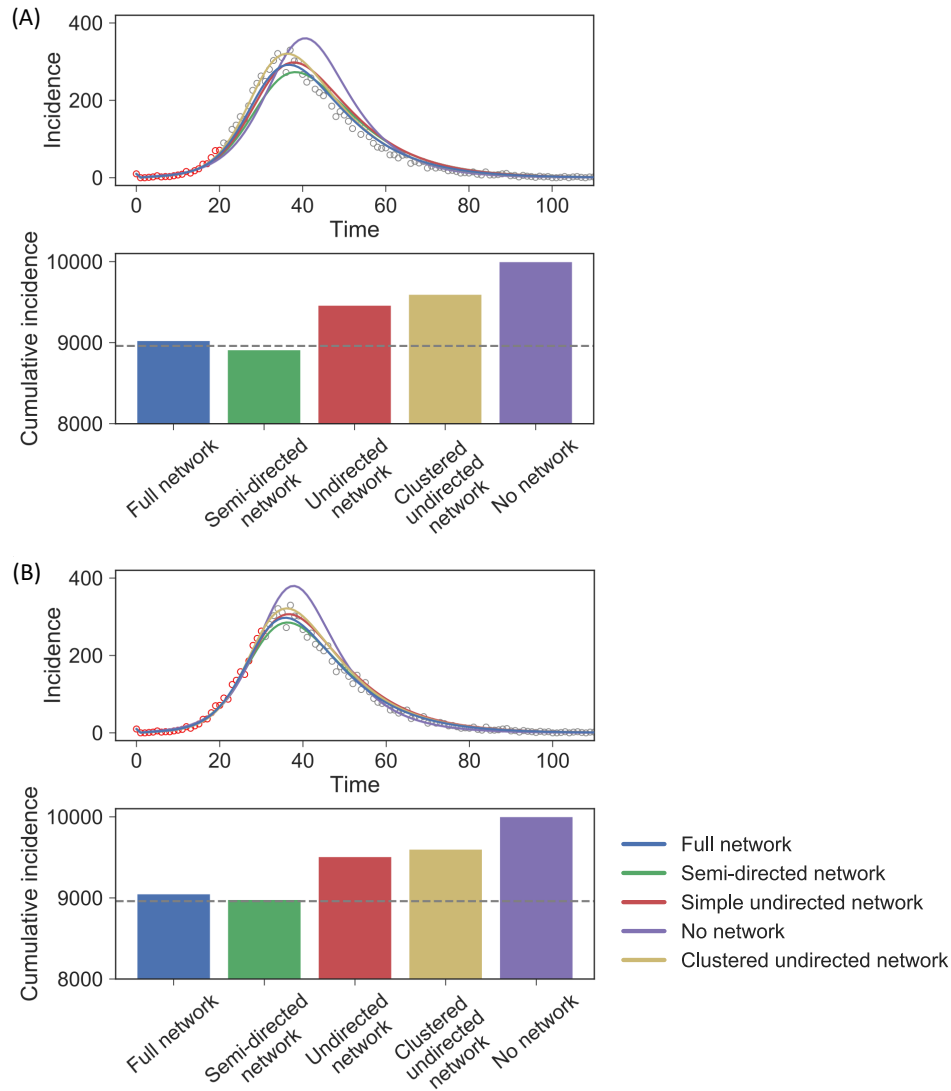 (A)
400
200
0
Incidence
0 20 40 60 80 100
Time
10000
9000
8000
Cumulative incidence
Full network
Semi-directed
network
Undirected
network
Clustered
undirected
network
No network
(B)
400
200
0
Incidence
0 20 40 60 80 100
Time
10000
9000
8000
Cumulative incidence
Full network
Semi-directed
network
Undirected
network
Clustered
undirected
network
No network
Full network
Semi-directed network
Simple undirected network
No network
Clustered undirected network